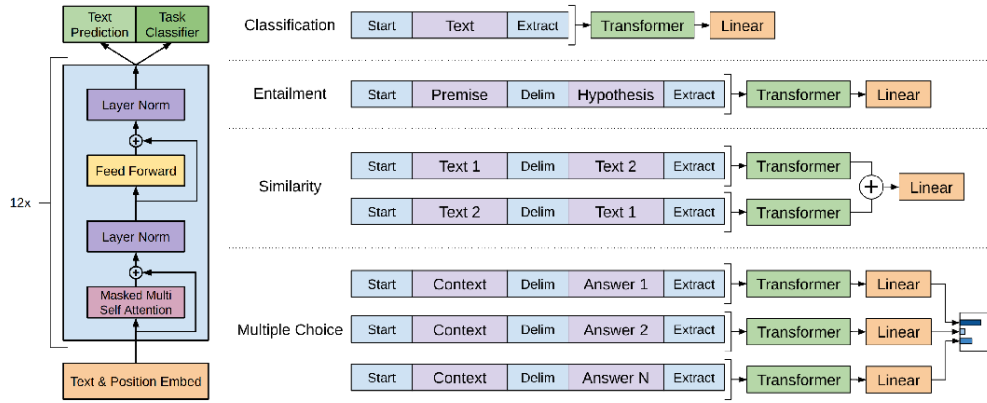 Text Prediction
Task Classifier
12x
Layer Norm
+
Feed Forward
Layer Norm
+
Masked Multi
Self Attention
Text & Position Embed
Classification
Start Text Extract Transformer Linear
Entailment
Start Premise Delim Hypothesis Extract Transformer Linear
Similarity
Start Text 1 Delim Text 2 Extract Transformer
+ Linear
Start Text 2 Delim Text 1 Extract Transformer
Multiple Choice
Start Context Delim Answer 1 Extract Transformer Linear
Start Context Delim Answer 2 Extract Transformer Linear
Start Context Delim Answer N Extract Transformer Linear